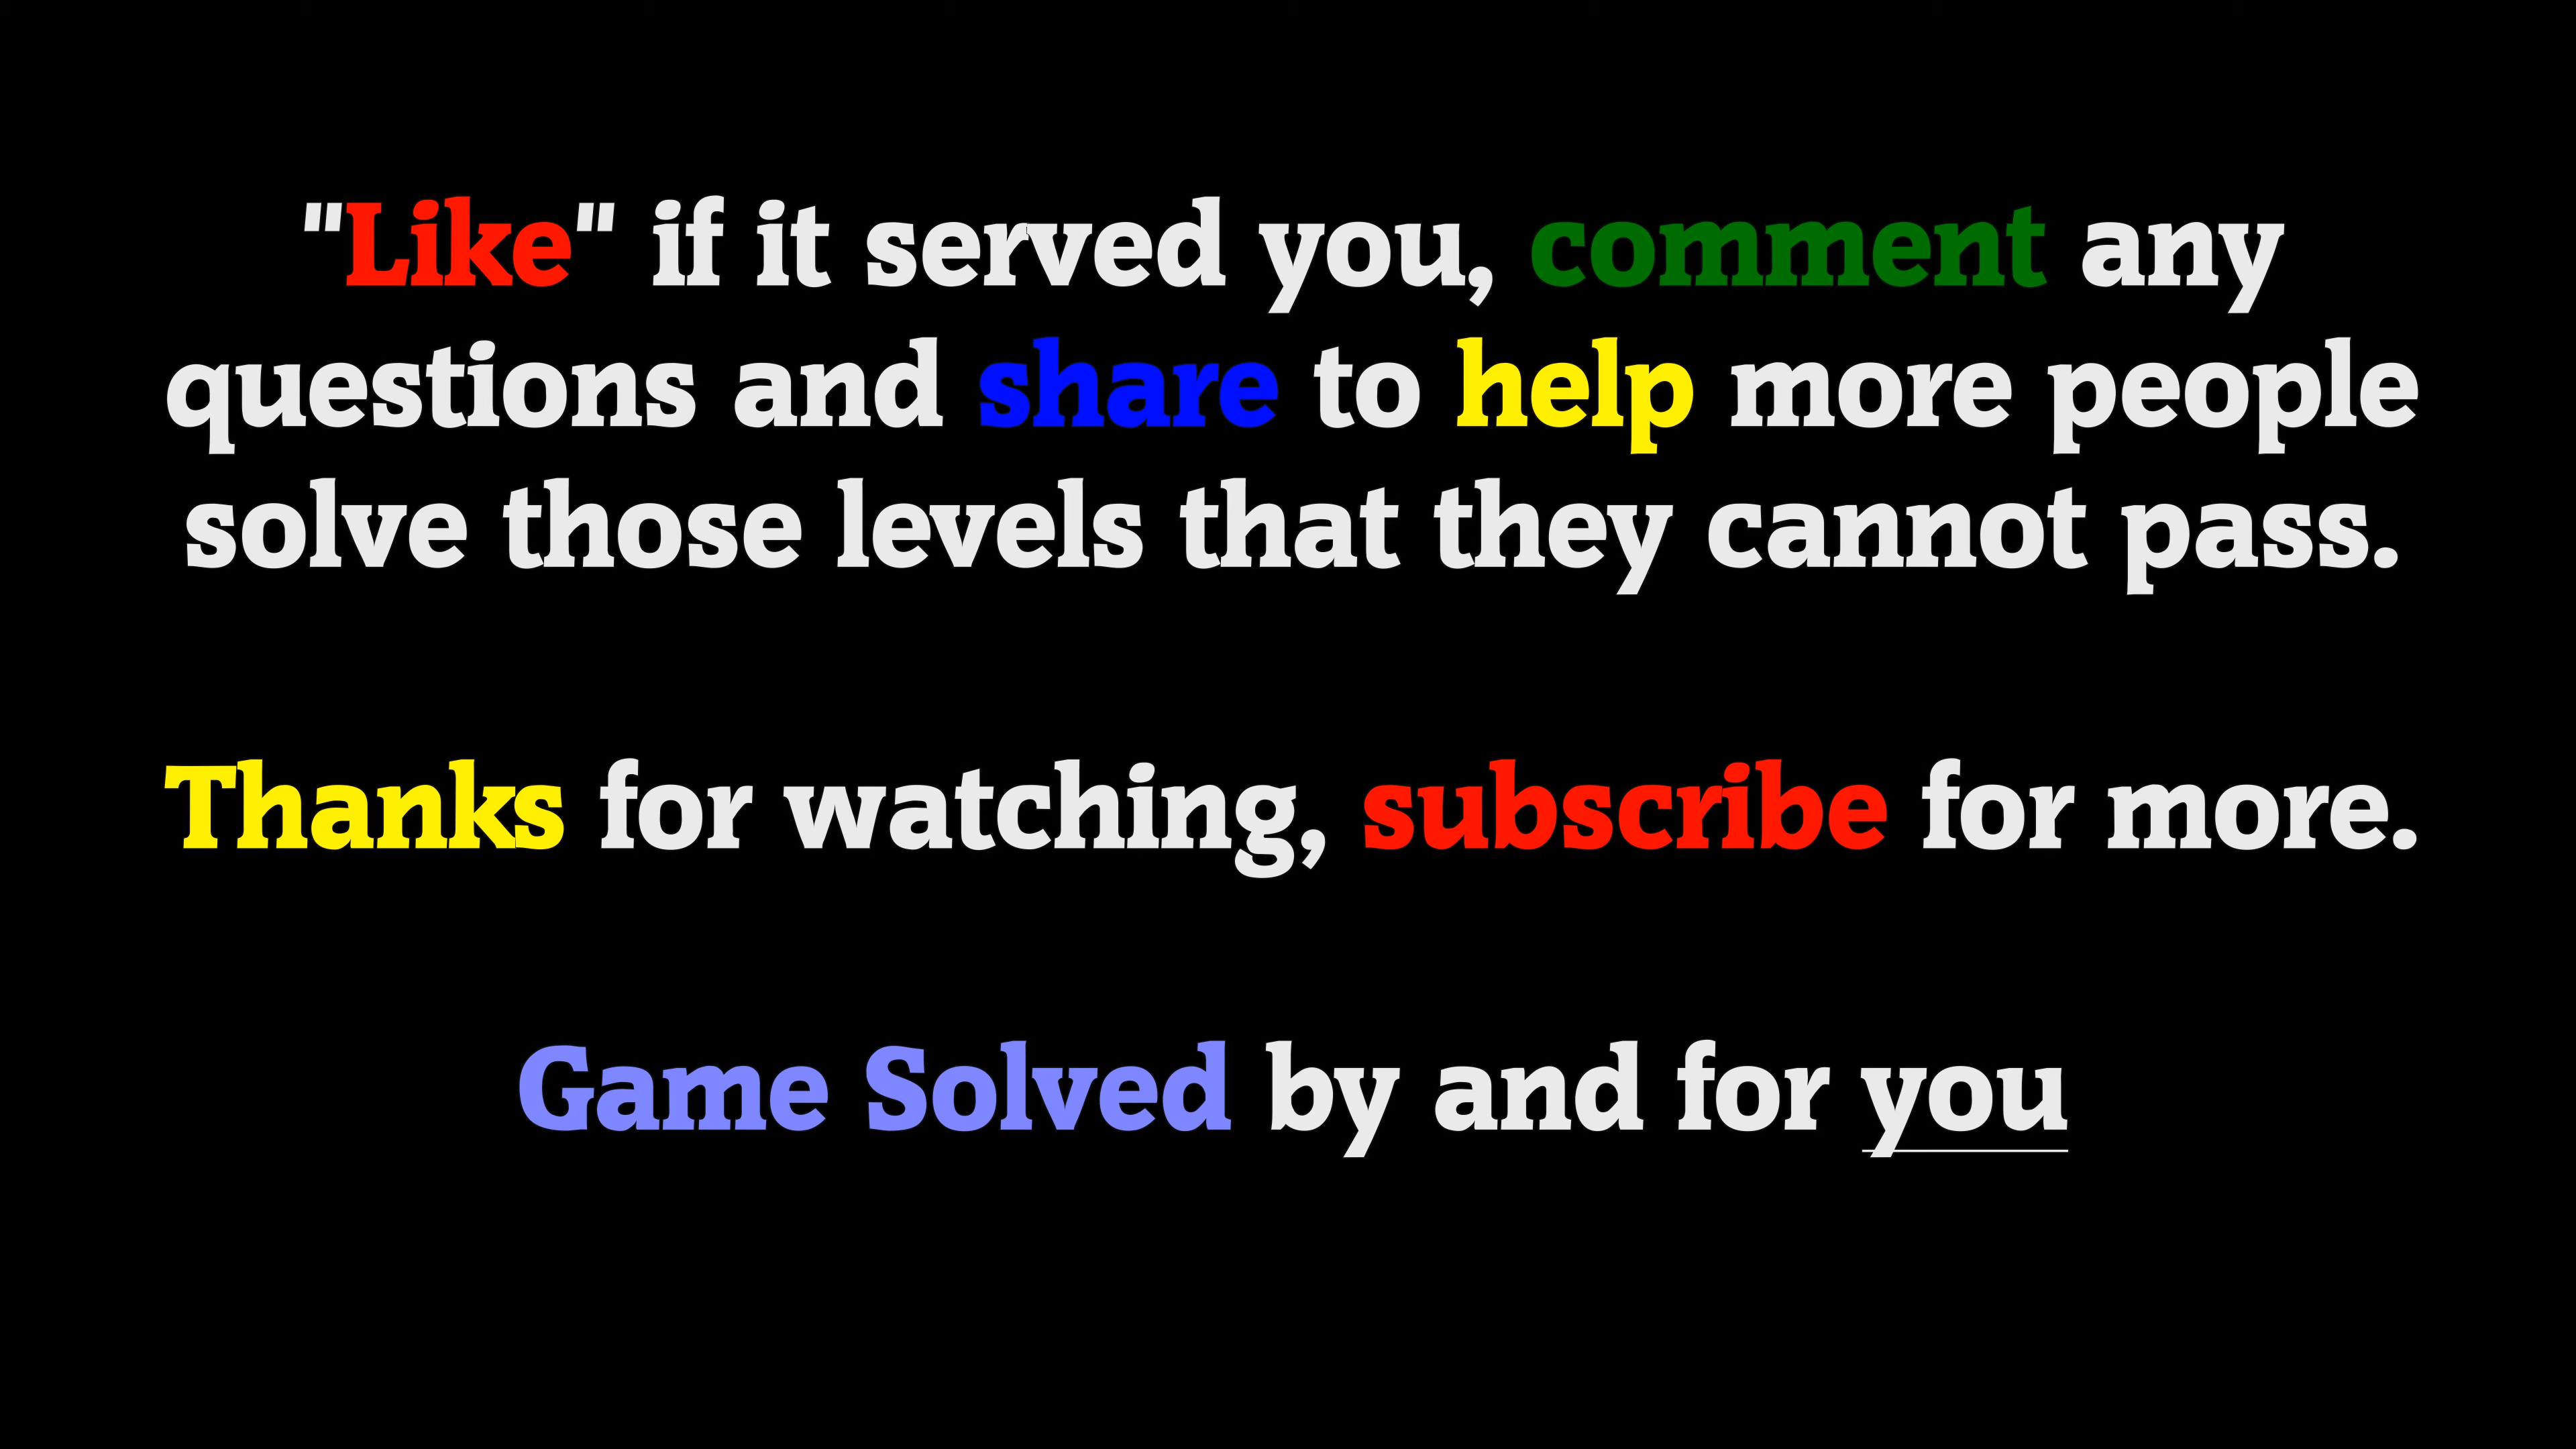 "Like" if it served you, comment any
questions and share to help more people
solve those levels that they cannot pass.
Thanks for watching, subscribe for more.
Game Solved by and for you